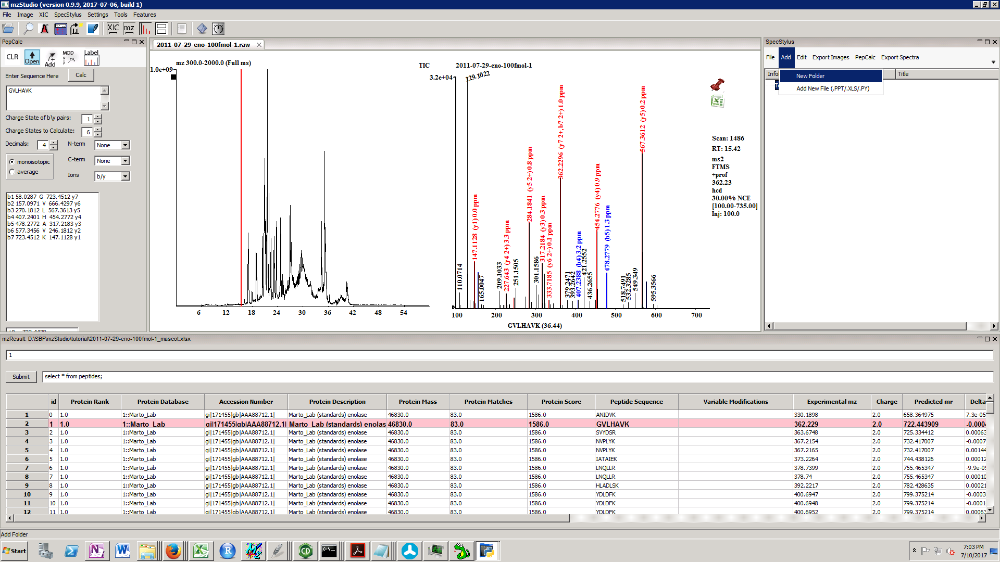 mzStudio (version 0.9.9, 2017-07-06, build 1)
File Image XIC SpecStylus Settings Tools Features
XIC mz
PepCalc
CLR Open Add MOD Label
Enter Sequence Here Calc
GVLHAVK
Charge State of b\y pairs: 1
Charge States to Calculate: 6
Decimals: 4 N-term None
monoisotopic C-term None
average Ions b/y
b1 58.0287 G 723.4512 y7
b2 157.0971 V 666.4297 y6
b3 270.1812 L 567.3613 y5
b4 407.2401 H 454.2772 y4
b5 478.2772 A 317.2183 y3
b6 577.3456 V 246.1812 y2
b7 723.4512 K 147.1128 y1
2011-07-29-eno-100fmol-1.raw
mz 300.0-2000.0 (Full ms) TIC
1.0e+09
6 12 18 24 30 36 42 48 54
2011-07-29-eno-100fmol-1
3.2e+04
110.0714
129.1022
147.1128 (y1) 0.0 ppm
165.0047
209.1033
227.643 (y4 2+) 3.3 ppm
251.1505
284.1841 (y5 2+) 0.8 ppm
301.1586
317.2184 (y3) 0.3 ppm
333.7185 (y6 2+) 0.1 ppm
362.2296 (y7 2+, b7 2+) 1.0 ppm
379.2471
393.2642
407.2388 (b4) 3.2 ppm
421.2552
436.2655
454.2776 (y4) 0.9 ppm
478.2779 (b5) 1.3 ppm
518.7491
532.3285
549.349
567.3612 (y5) 0.2 ppm
595.3566
100 200 300 400 500 600 700
GVLHAVK (36.44)
Scan: 1486
RT: 15.42
ms2
FTMS
+prof
362.23
hcd
30.00% NCE
[100.00-735.00]
Inj: 100.0
SpecStylus
File Add Edit Export Images PepCalc Export Spectra
Info Title
New Folder
Add New File (.PPT/.XLS/.PY)
mzResult: D:\SBF\mzStudio\tutorial\2011-07-29-eno-100fmol-1_mascot.xlsx
1
Submit select * from peptides;
id Protein Rank Protein Database Accession Number Protein Description Protein Mass Protein Matches Protein Score Peptide Sequence Variable Modifications Experimental mz Charge Predicted mr Delta
1 0 1.0 1::Marto_Lab gi|171455|gb|AAA88712.1| Marto_Lab (standards) enolase 46830.0 83.0 1586.0 ANIDVK 330.1898 2.0 658.364975 7.3e-05
2 1 1.0 1::Marto_Lab gi|171455|gb|AAA88712.1| Marto_Lab (standards) enolas 46830.0 83.0 1586.0 GVLHAVK 362.229 2.0 722.443909 -0.0004
3 2 1.0 1::Marto_Lab gi|171455|gb|AAA88712.1| Marto_Lab (standards) enolase 46830.0 83.0 1586.0 SVYDSR 363.6748 2.0 725.334412 0.00063
4 3 1.0 1::Marto_Lab gi|171455|gb|AAA88712.1| Marto_Lab (standards) enolase 46830.0 83.0 1586.0 NVPLYK 367.2154 2.0 732.417007 -0.0007
5 4 1.0 1::Marto_Lab gi|171455|gb|AAA88712.1| Marto_Lab (standards) enolase 46830.0 83.0 1586.0 NVPLYK 367.2165 2.0 732.417007 0.00144
6 5 1.0 1::Marto_Lab gi|171455|gb|AAA88712.1| Marto_Lab (standards) enolase 46830.0 83.0 1586.0 IATAIEK 373.2264 2.0 744.438126 0.00012
7 6 1.0 1::Marto_Lab gi|171455|gb|AAA88712.1| Marto_Lab (standards) enolase 46830.0 83.0 1586.0 LNQLLR 378.7399 2.0 755.465347 -9.9e-05
8 7 1.0 1::Marto_Lab gi|171455|gb|AAA88712.1| Marto_Lab (standards) enolase 46830.0 83.0 1586.0 LNQLLR 378.74 2.0 755.465347 0.00010
9 8 1.0 1::Marto_Lab gi|171455|gb|AAA88712.1| Marto_Lab (standards) enolase 46830.0 83.0 1586.0 HLADLSK 392.2217 2.0 782.428635 0.00021
10 9 1.0 1::Marto_Lab gi|171455|gb|AAA88712.1| Marto_Lab (standards) enolase 46830.0 83.0 1586.0 YDLDFK 400.6947 2.0 799.375214 -0.0003
11 10 1.0 1::Marto_Lab gi|171455|gb|AAA88712.1| Marto_Lab (standards) enolase 46830.0 83.0 1586.0 YDLDFK 400.6948 2.0 799.375214 -0.0001
12 11 1.0 1::Marto_Lab gi|171455|gb|AAA88712.1| Marto_Lab (standards) enolase 46830.0 83.0 1586.0 YDLDFK 400.6952 2.0 799.375214 0.00063
Add Folder
Start
7:03 PM
7/10/2017